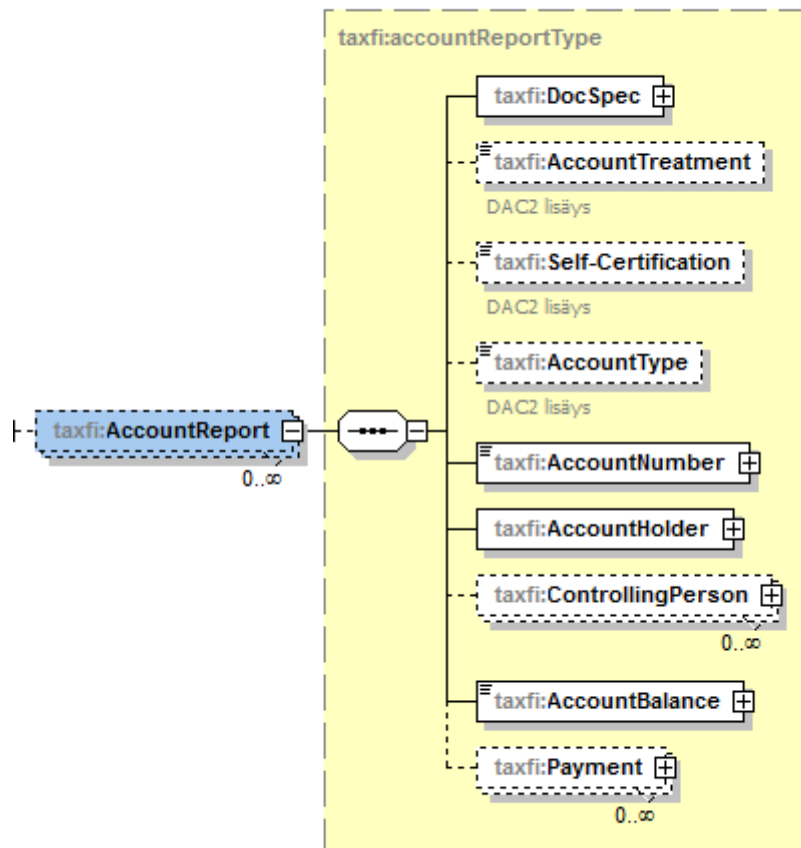 taxfi:accountReportType
taxfi:DocSpec
taxfi:AccountTreatment
DAC2 lisäys
taxfi:Self-Certification
DAC2 lisäys
taxfi:AccountType
DAC2 lisäys
taxfi:AccountReport
0..∞
taxfi:AccountNumber
taxfi:AccountHolder
taxfi:ControllingPerson
0..∞
taxfi:AccountBalance
taxfi:Payment
0..∞